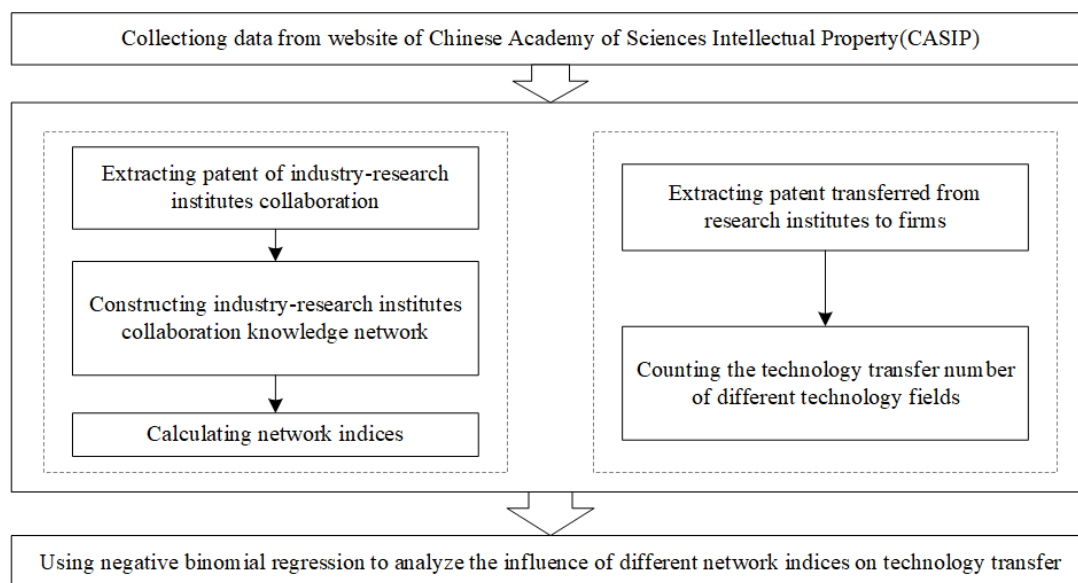 Collectiong data from website of Chinese Academy of Sciences Intellectual Property(CASIP)
Extracting patent of industry-research
institutes collaboration
Constructing industry-research institutes
collaboration knowledge network
Calculating network indices
Extracting patent transferred from
research institutes to firms
Counting the technology transfer number
of different technology fields
Using negative binomial regression to analyze the influence of different network indices on technology transfer